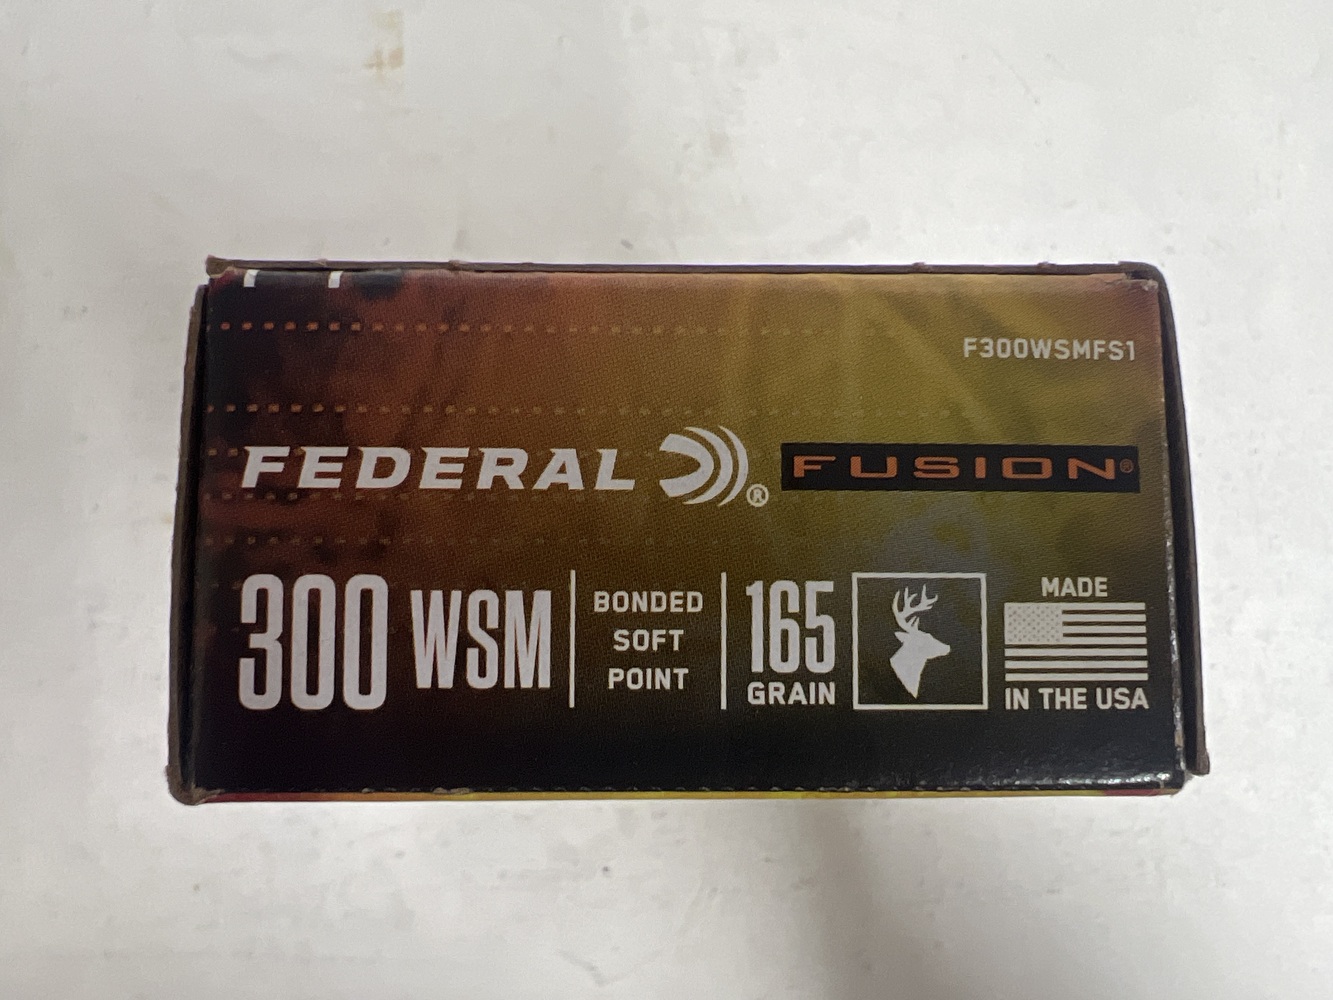 F300WSMFS1
FEDERAL® FUSION®
300 WSM
BONDED
SOFT
POINT
165
GRAIN
MADE
IN THE USA